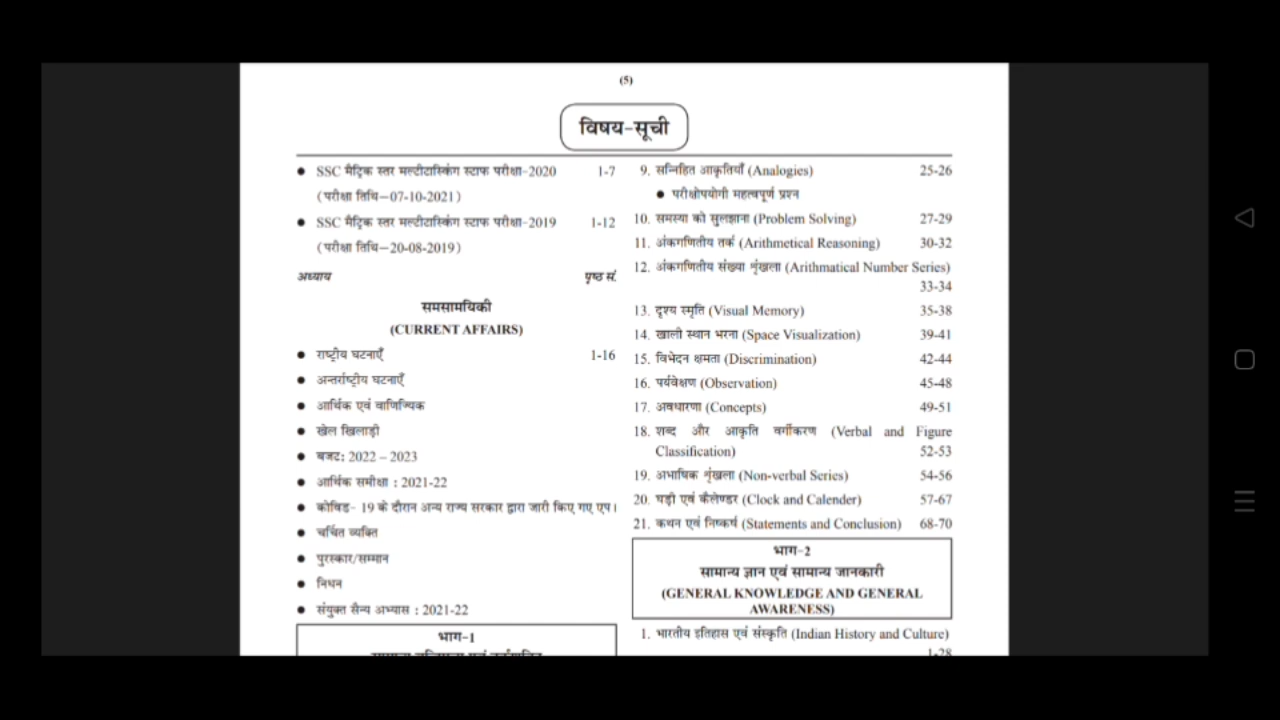 (5)
विषय-सूची
● SSC मैट्रिक स्तर मल्टीटास्किंग स्टाफ परीक्षा-2020 1-7
(परीक्षा तिथि–07-10-2021)
● SSC मैट्रिक स्तर मल्टीटास्किंग स्टाफ परीक्षा-2019 1-12
(परीक्षा तिथि–20-08-2019)
अध्याय पृष्ठ सं.
समसामयिकी
(CURRENT AFFAIRS)
● राष्ट्रीय घटनाएँ 1-16
● अन्तर्राष्ट्रीय घटनाएँ
● आर्थिक एवं वाणिज्यिक
● खेल खिलाड़ी
● बजट: 2022 – 2023
● आर्थिक समीक्षा : 2021-22
● कोविड- 19 के दौरान अन्य राज्य सरकार द्वारा जारी किए गए एप।
● चर्चित व्यक्ति
● पुरस्कार/सम्मान
● निधन
● संयुक्त सैन्य अभ्यास : 2021-22
भाग-1
9. सन्निहित आकृतियाँ (Analogies) 25-26
● परीक्षोपयोगी महत्वपूर्ण प्रश्न
10. समस्या को सुलझाना (Problem Solving) 27-29
11. अंकगणितीय तर्क (Arithmetical Reasoning) 30-32
12. अंकगणितीय संख्या शृंखला (Arithmatical Number Series)
33-34
13. दृश्य स्मृति (Visual Memory) 35-38
14. खाली स्थान भरना (Space Visualization) 39-41
15. विभेदन क्षमता (Discrimination) 42-44
16. पर्यवेक्षण (Observation) 45-48
17. अवधारणा (Concepts) 49-51
18. शब्द और आकृति वर्गीकरण (Verbal and Figure
Classification) 52-53
19. अभाषिक शृंखला (Non-verbal Series) 54-56
20. घड़ी एवं कैलेण्डर (Clock and Calender) 57-67
21. कथन एवं निष्कर्ष (Statements and Conclusion) 68-70
भाग-2
सामान्य ज्ञान एवं सामान्य जानकारी
(GENERAL KNOWLEDGE AND GENERAL
AWARENESS)
1. भारतीय इतिहास एवं संस्कृति (Indian History and Culture)
1-28